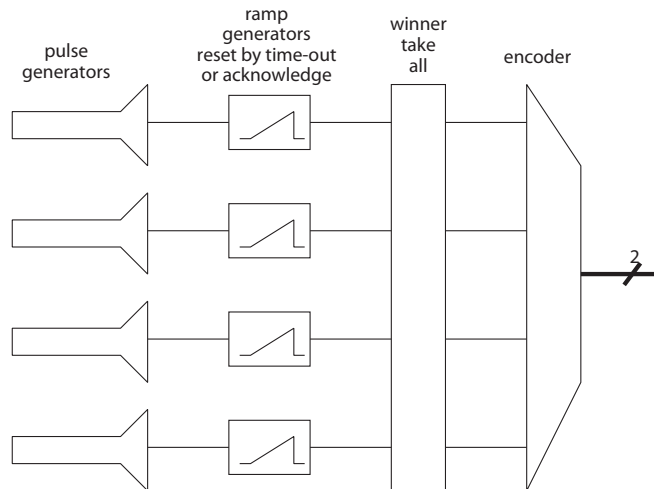 pulse
generators
ramp
generators
reset by time-out
or acknowledge
winner
take
all
encoder
2